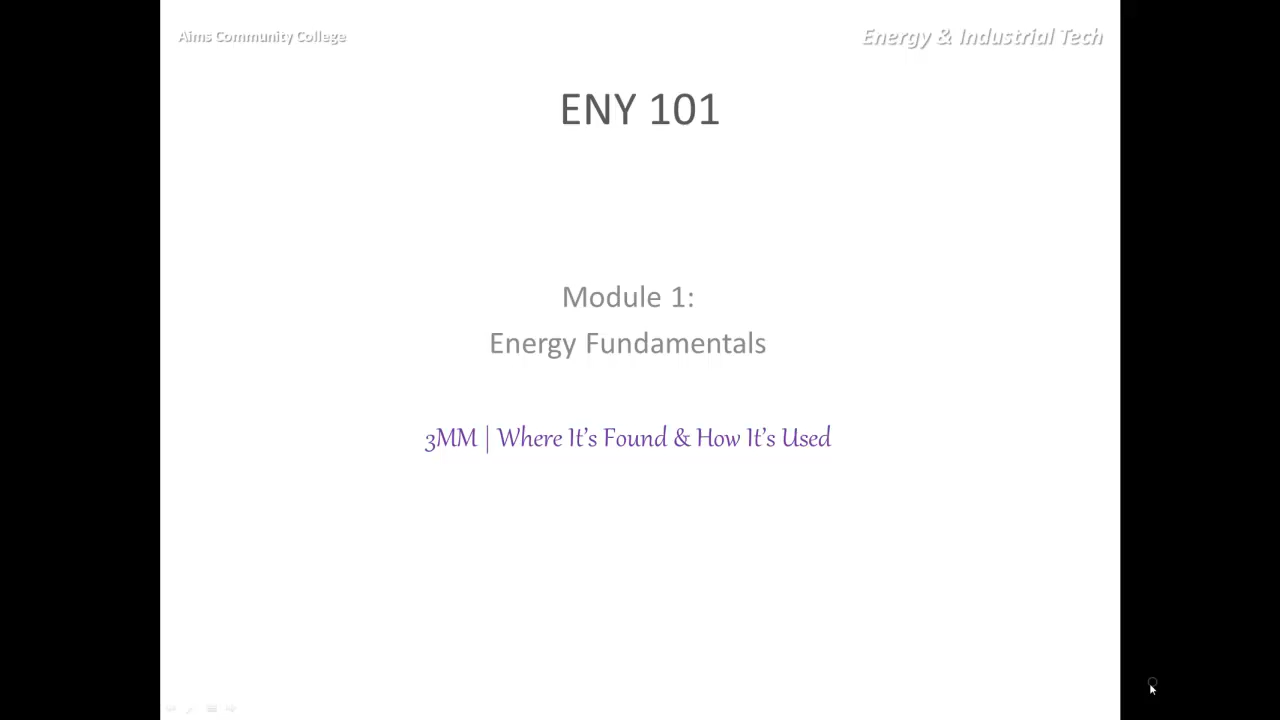 Aims Community College
Energy & Industrial Tech
ENY 101
Module 1:
Energy Fundamentals
3MM | Where It's Found & How It's Used